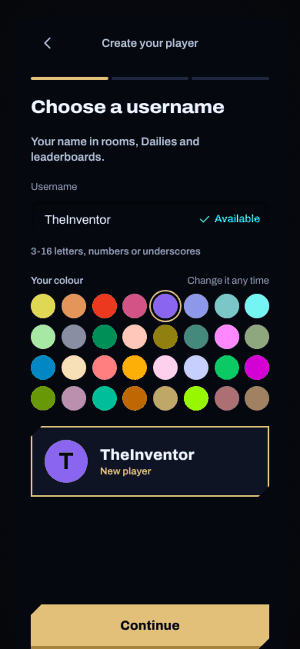 Create your player
Choose a username
Your name in rooms, Dailies and
leaderboards.
Username
TheInventor
Available
3-16 letters, numbers or underscores
Your colour
Change it any time
T
TheInventor
New player
Continue